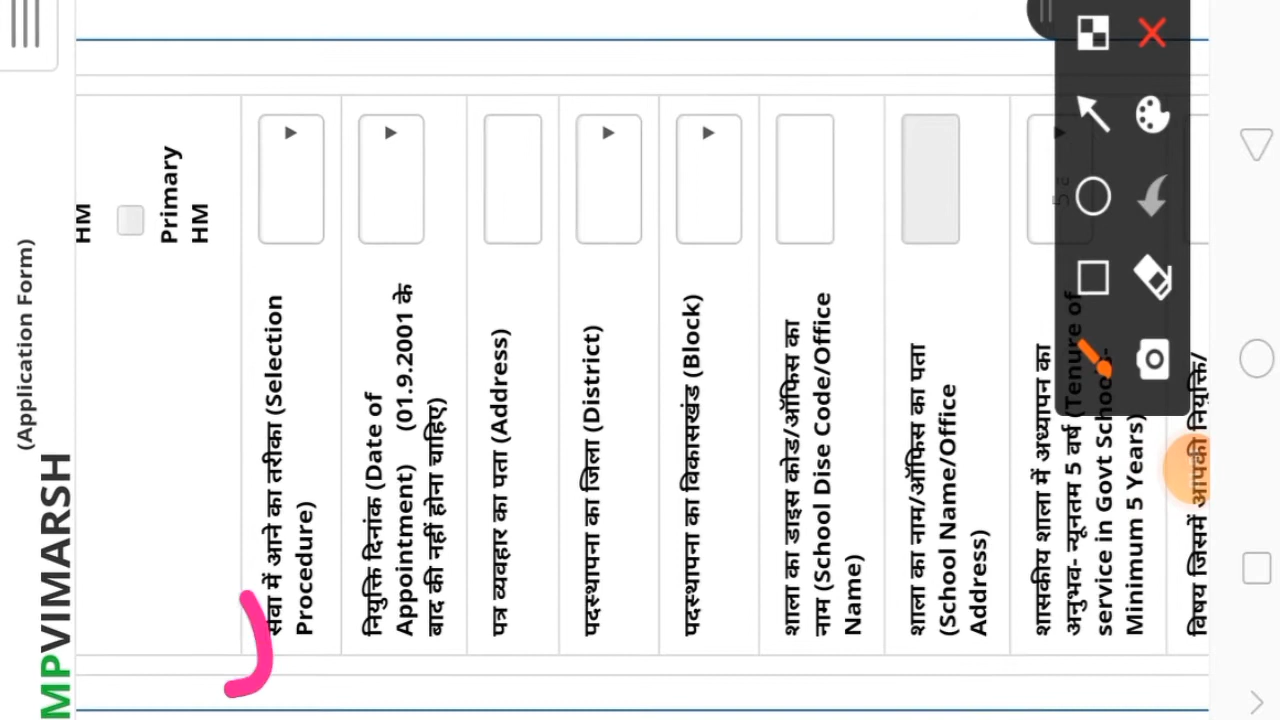 MPVIMARSH
(Application Form)
HM
Primary
HM
सेवा में आने का तरीका (Selection
Procedure)
नियुक्ति दिनांक (Date of
Appointment) (01.9.2001 के
बाद की नहीं होना चाहिए)
पत्र व्यवहार का पता (Address)
पदस्थापना का जिला (District)
पदस्थापना का विकासखंड (Block)
शाला का डाइस कोड/ऑफिस का
नाम (School Dise Code/Office
Name)
शाला का नाम/ऑफिस का पता
(School Name/Office
Address)
शासकीय शाला में अध्यापन का
अनुभव- न्यूनतम 5 वर्ष (Tenure of
service in Govt Schools-
Minimum 5 Years)
5
विषय जिसमें आपकी नियुक्ति/